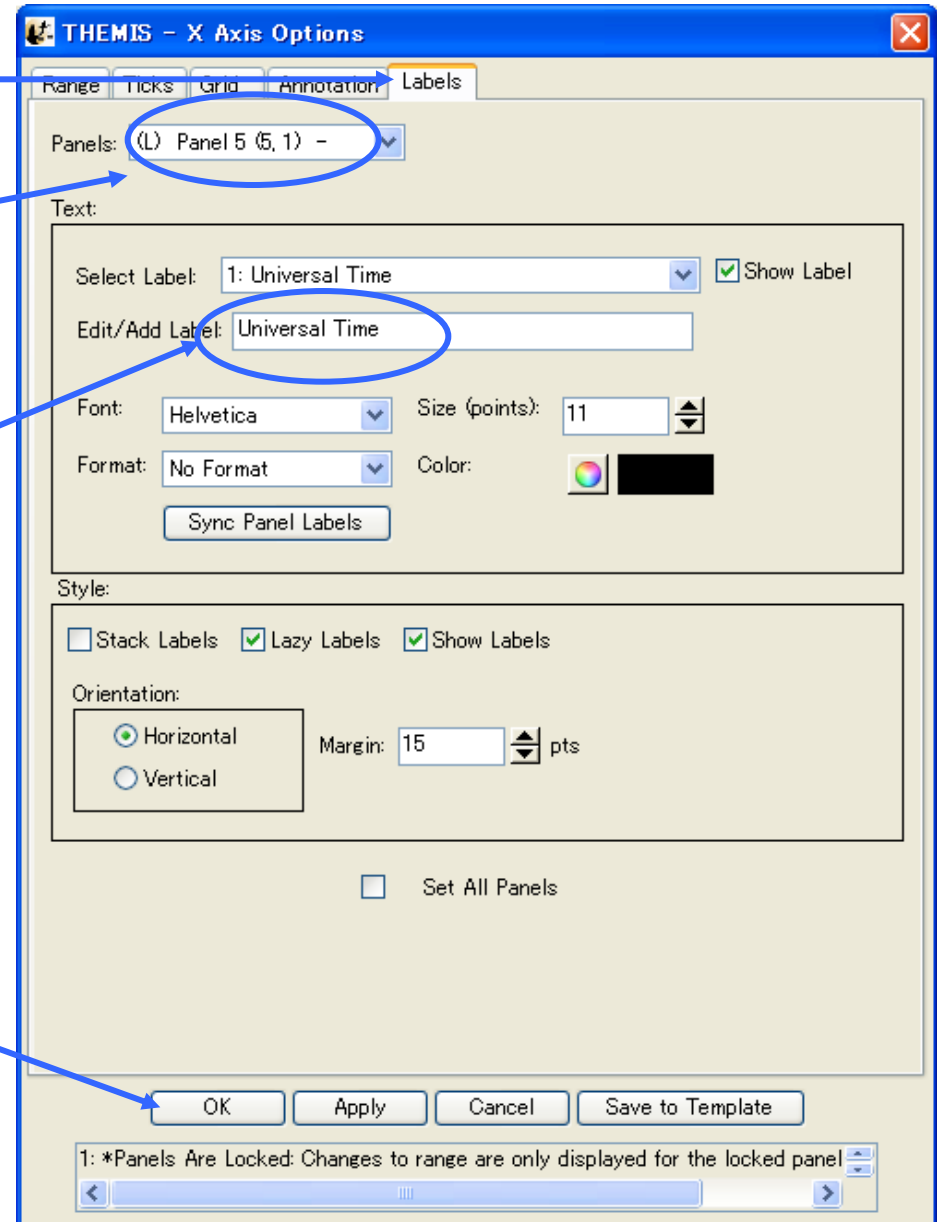 THEMIS - X Axis Options
Range Ticks Grid Annotation Labels
Panels: (L) Panel 5 (5, 1) -
Text:
Select Label: 1: Universal Time Show Label
Edit/Add Label: Universal Time
Font: Helvetica Size (points): 11
Format: No Format Color:
Sync Panel Labels
Style:
Stack Labels Lazy Labels Show Labels
Orientation:
Horizontal
Margin: 15 pts
Vertical
Set All Panels
OK Apply Cancel Save to Template
1: *Panels Are Locked: Changes to range are only displayed for the locked panel